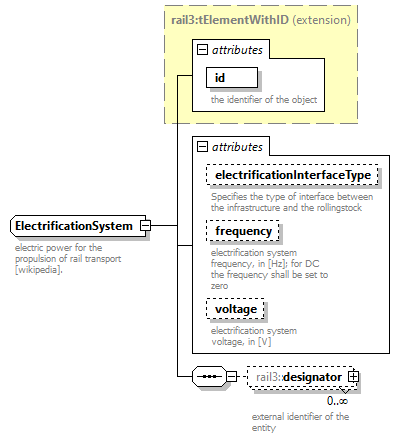 rail3:tElementWithID (extension)
attributes
id
the identifier of the object
attributes
electrificationInterfaceType
Specifies the type of interface between
the infrastructure and the rollingstock
frequency
electrification system
frequency, in [Hz]; for DC
the frequency shall be set to
zero
voltage
electrification system
voltage, in [V]
ElectrificationSystem
electric power for the
propulsion of rail transport
[wikipedia].
rail3::designator
0..∞
external identifier of the
entity